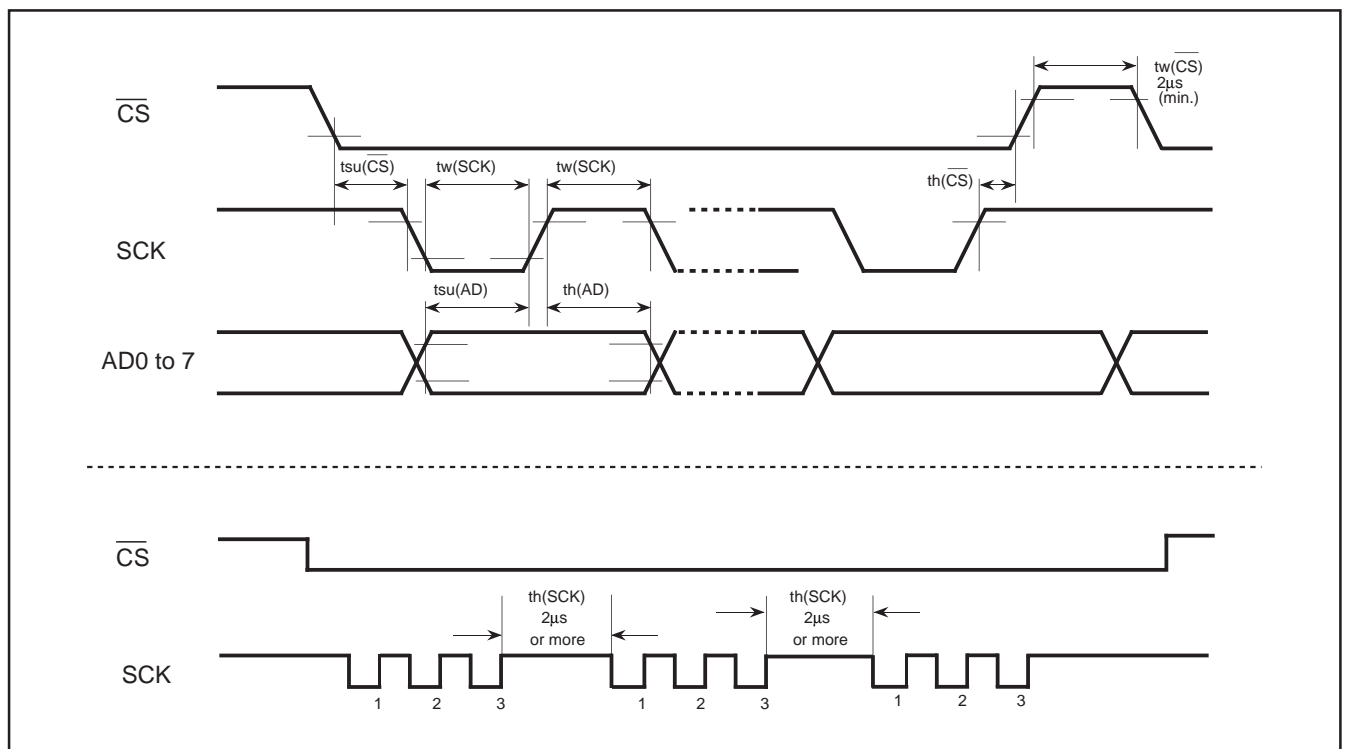 CS
tw(CS)
2µs
(min.)
tsu(CS)
tw(SCK)
tw(SCK)
th(CS)
SCK
tsu(AD)
th(AD)
AD0 to 7
CS
th(SCK)
2µs
or more
th(SCK)
2µs
or more
SCK
1
2
3
1
2
3
1
2
3